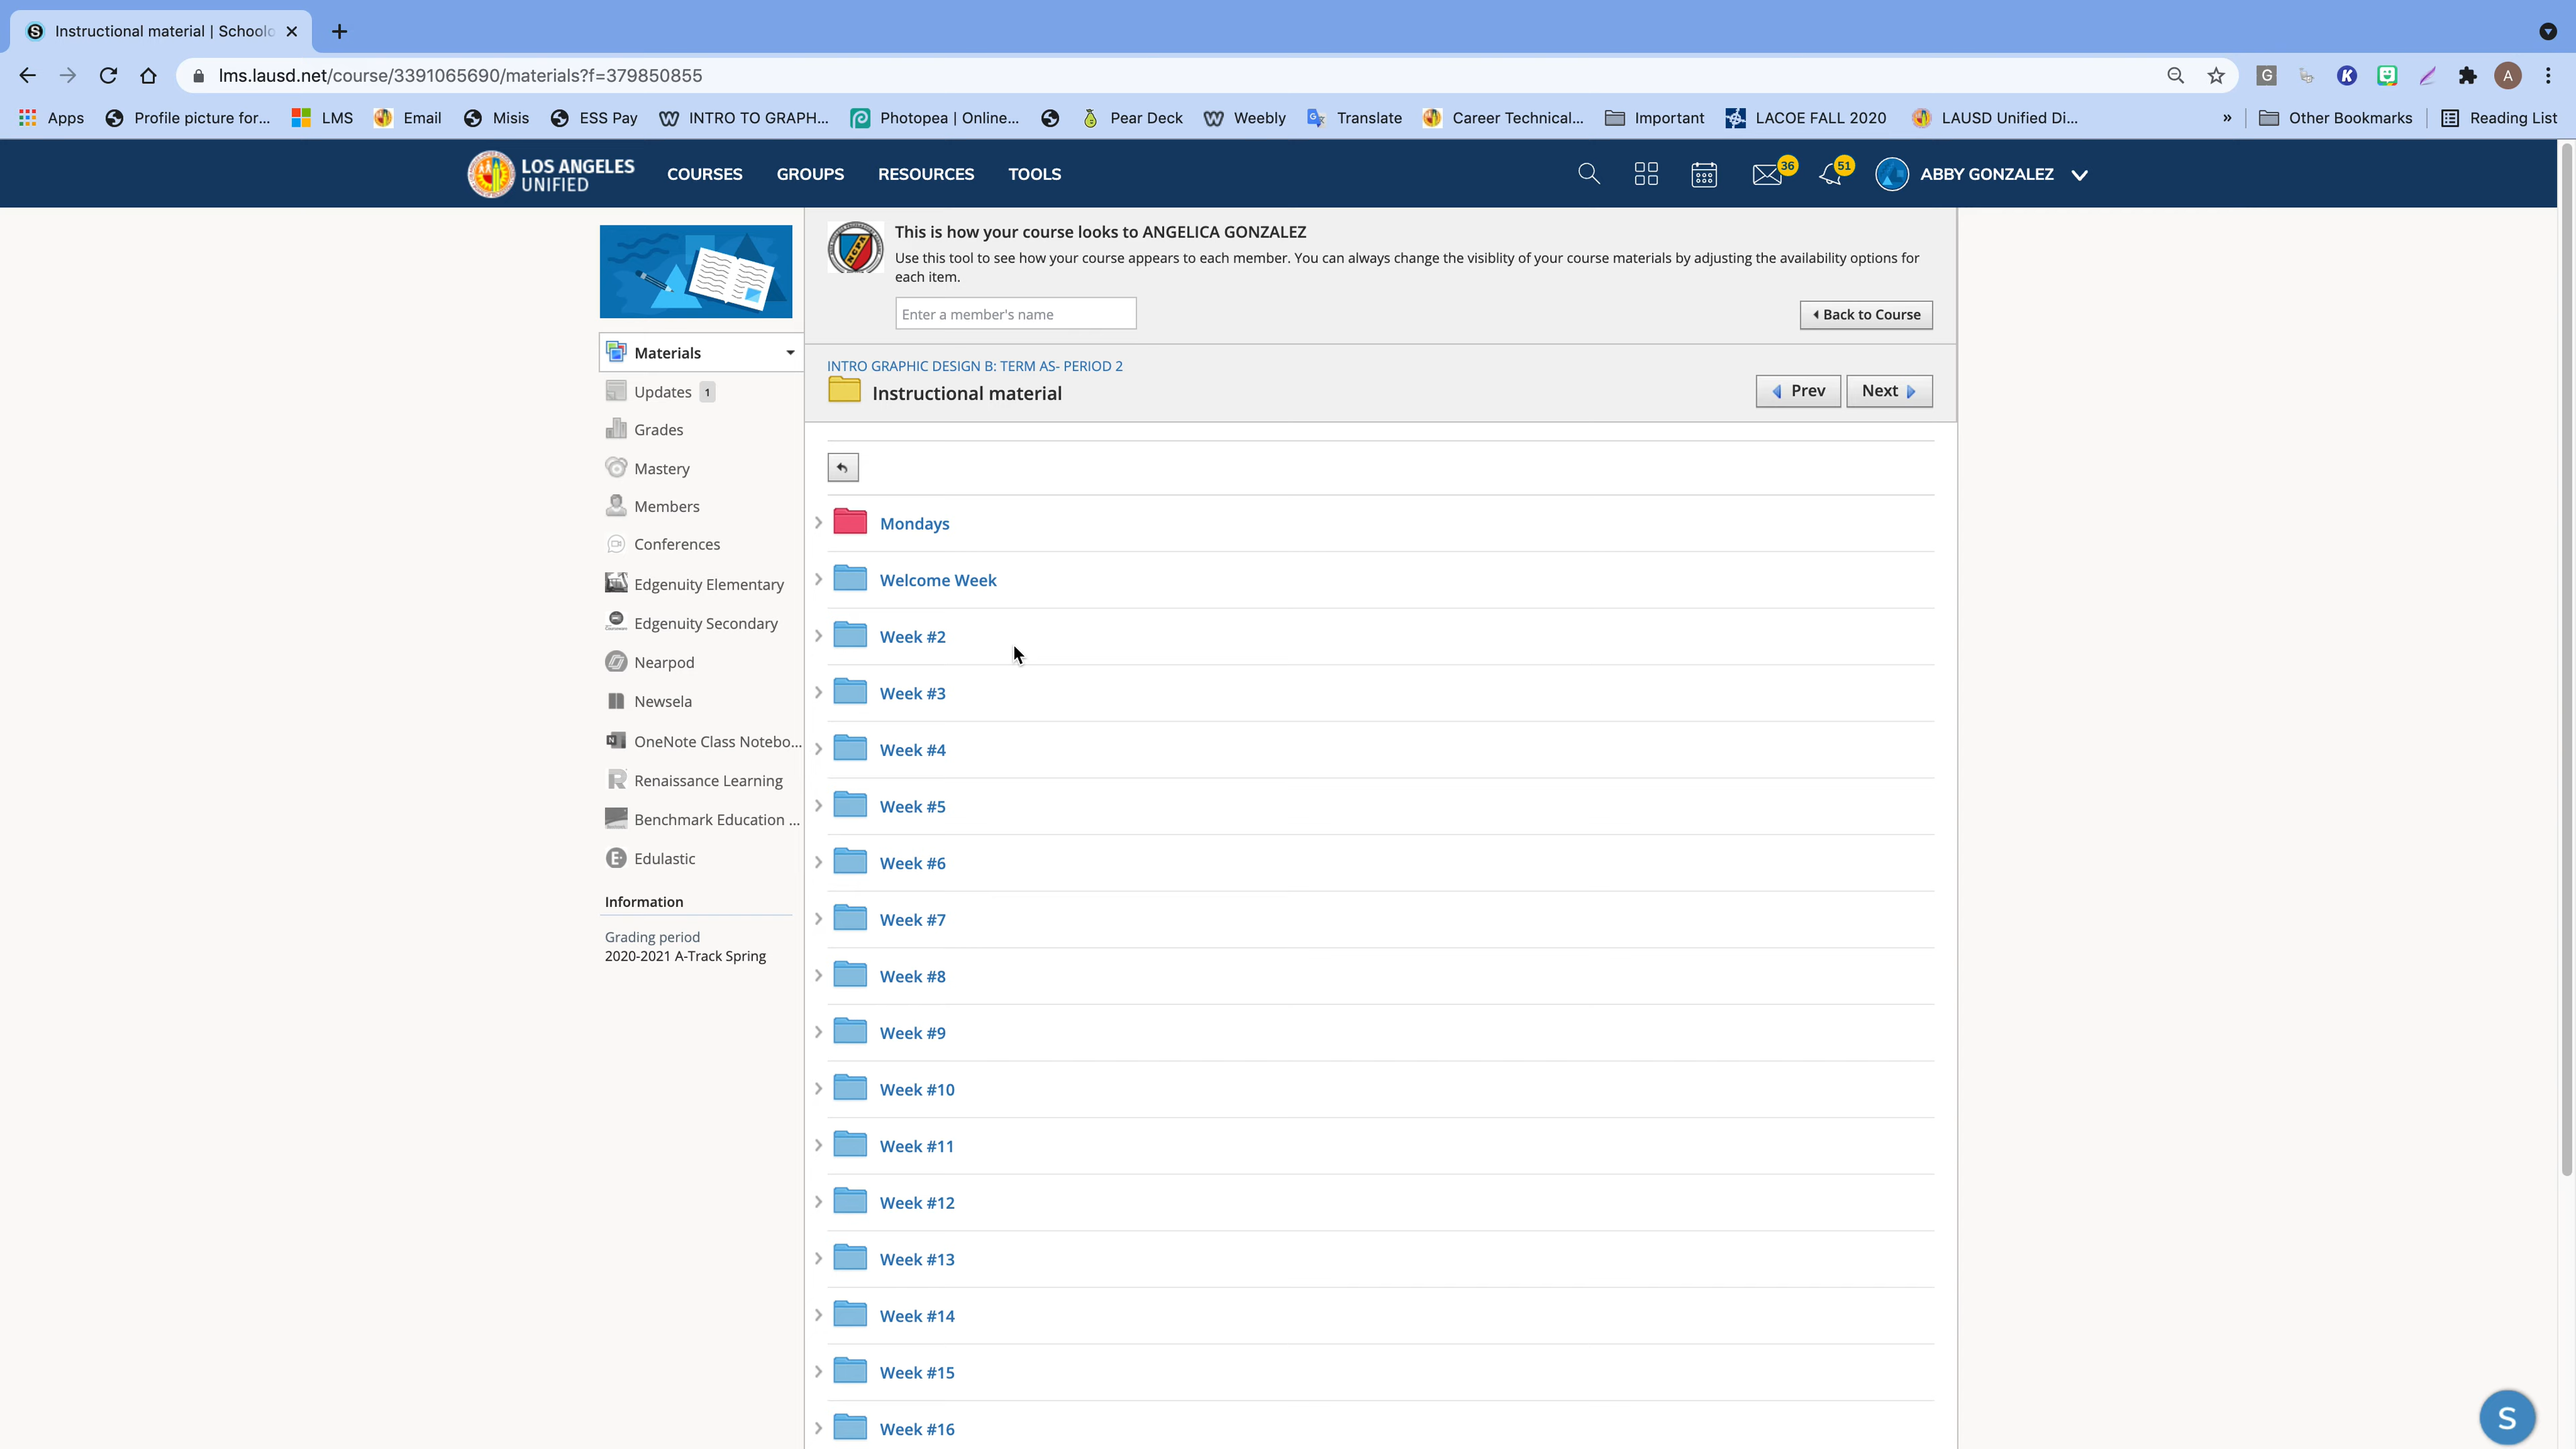 Instructional material | Schoolo
lms.lausd.net/course/3391065690/materials?f=379850855
Apps Profile picture for... LMS Email Misis ESS Pay INTRO TO GRAPH... Photopea | Online... Pear Deck Weebly Translate Career Technical... Important LACOE FALL 2020 LAUSD Unified Di... » Other Bookmarks Reading List
LOS ANGELES
UNIFIED
COURSES GROUPS RESOURCES TOOLS 36 51 ABBY GONZALEZ
This is how your course looks to ANGELICA GONZALEZ
Use this tool to see how your course appears to each member. You can always change the visiblity of your course materials by adjusting the availability options for
each item.
Enter a member's name
Back to Course
INTRO GRAPHIC DESIGN B: TERM AS- PERIOD 2
Instructional material
Prev Next
Materials
Updates 1
Grades
Mastery
Members
Conferences
Edgenuity Elementary
Edgenuity Secondary
Nearpod
Newsela
OneNote Class Notebo...
Renaissance Learning
Benchmark Education ...
Edulastic
Information
Grading period
2020-2021 A-Track Spring
Mondays
Welcome Week
Week #2
Week #3
Week #4
Week #5
Week #6
Week #7
Week #8
Week #9
Week #10
Week #11
Week #12
Week #13
Week #14
Week #15
Week #16
S